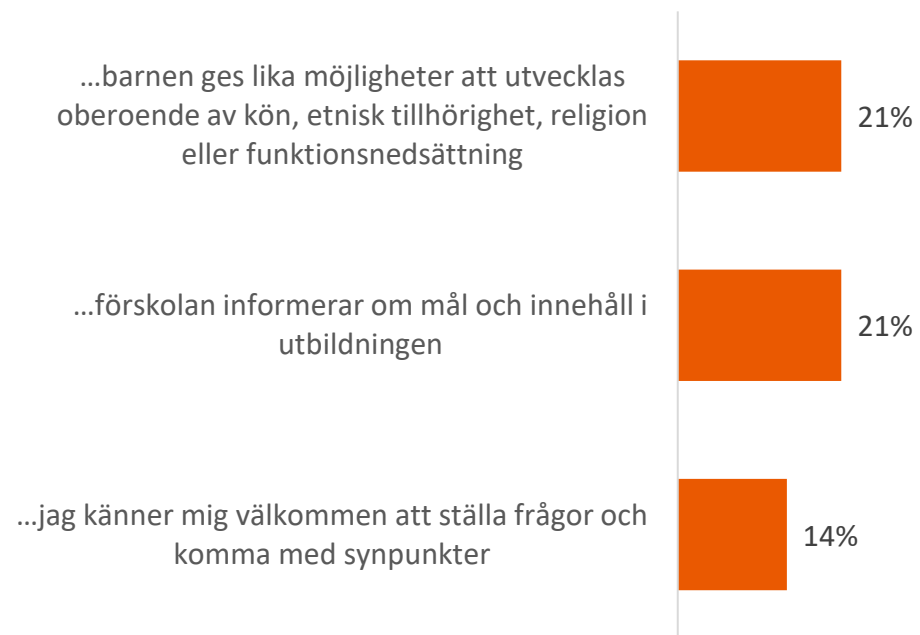 ...barnen ges lika möjligheter att utvecklas
oberoende av kön, etnisk tillhörighet, religion
eller funktionsnedsättning
21%
...förskolan informerar om mål och innehåll i
utbildningen
21%
...jag känner mig välkommen att ställa frågor och
komma med synpunkter
14%